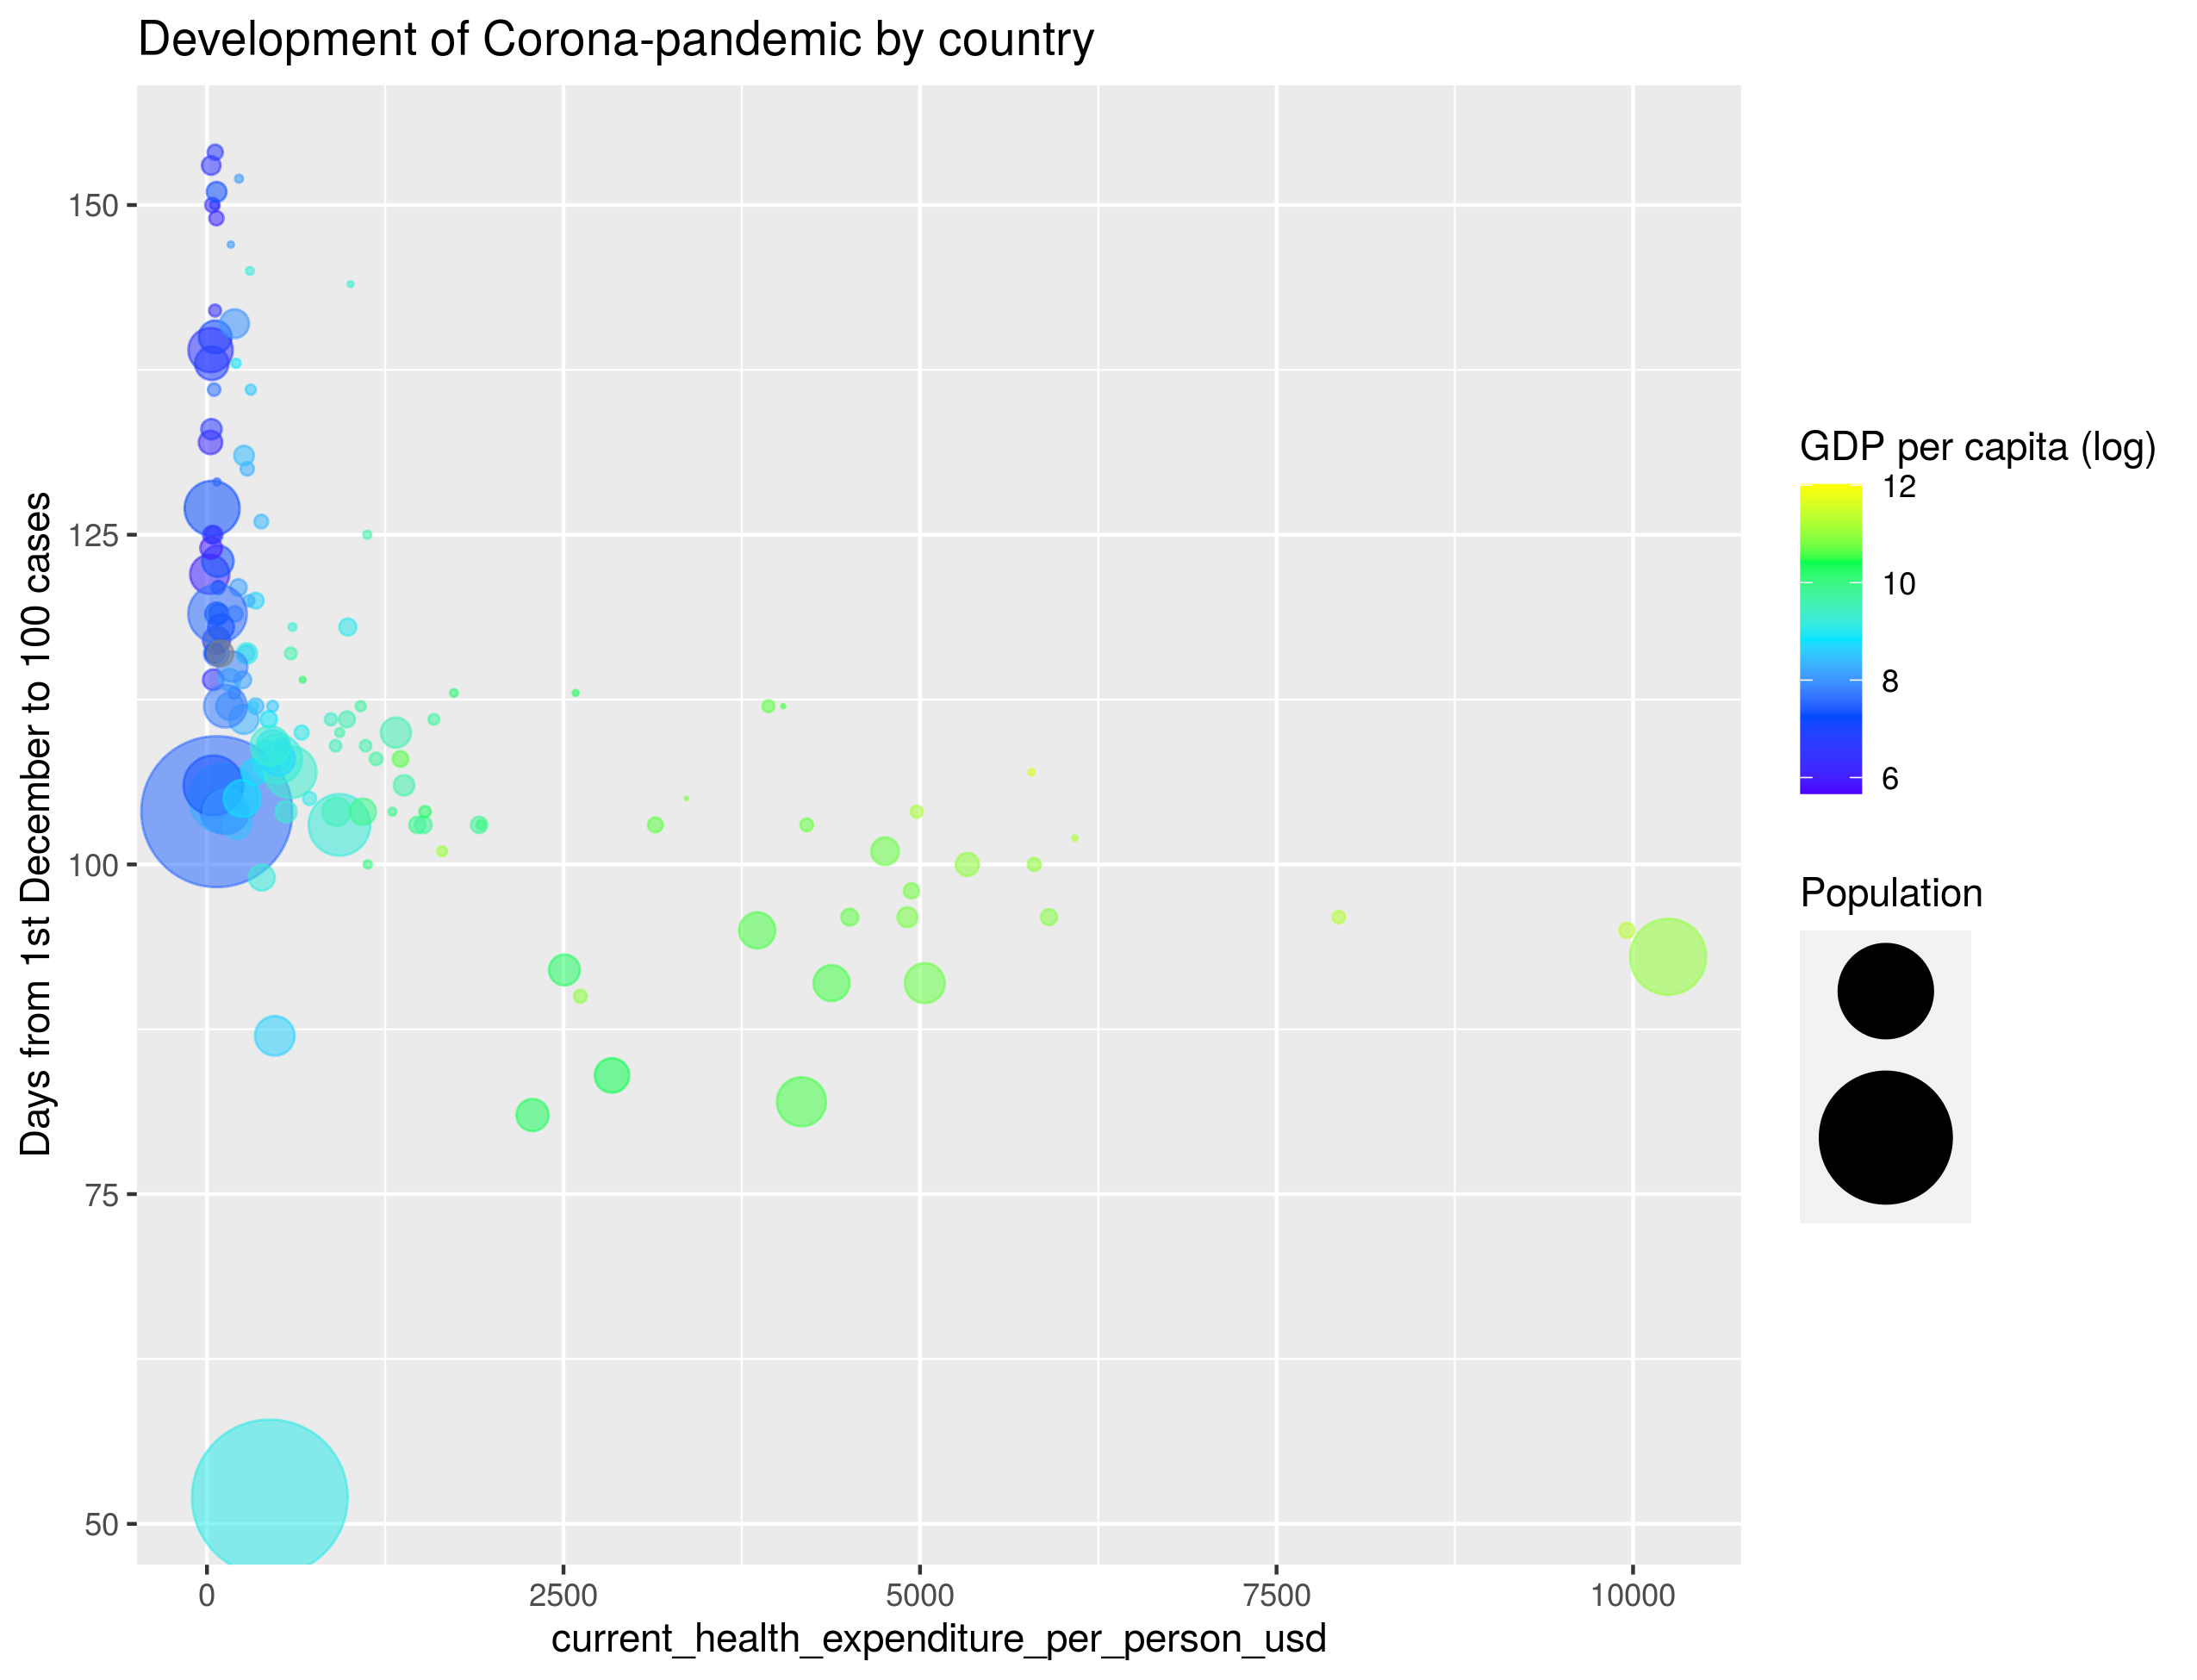 Development of Corona-pandemic by country
Days from 1st December to 100 cases
150
125
100
75
50
0
2500
5000
7500
10000
current_health_expenditure_per_person_usd
GDP per capita (log)
12
10
8
6
Population